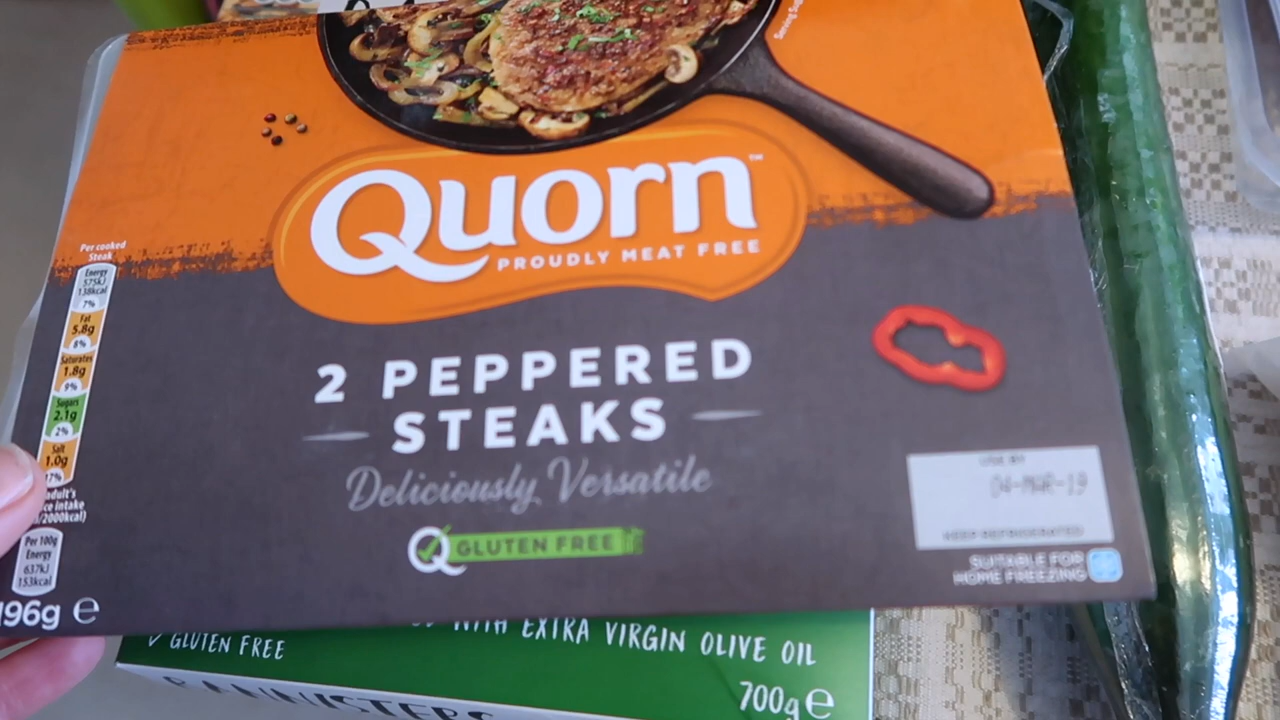 Quorn™
PROUDLY MEAT FREE
2 PEPPERED
STEAKS
Deliciously Versatile
GLUTEN FREE
Per cooked
Steak
Energy
575kJ
138kcal
7%
Fat
5.8g
8%
Saturates
1.8g
9%
Sugars
2.1g
2%
Salt
1.0g
17%
adult's
ce intake
/2000kcal)
Per 100g
Energy
637kJ
153kcal
196g e
USE BY
04-MAR-19
KEEP REFRIGERATED
SUITABLE FOR
HOME FREEZING
WITH EXTRA VIRGIN OLIVE OIL
✓ GLUTEN FREE
700g e